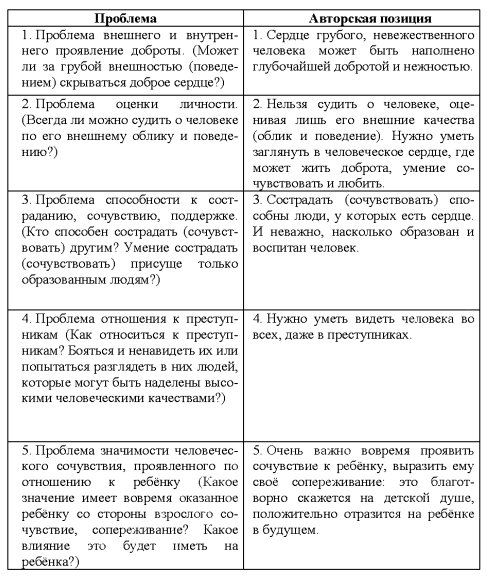 Проблема
Авторская позиция
1. Проблема внешнего и внутрен-
него проявление доброты. (Может
ли за грубой внешностью (поведе-
нием) скрываться доброе сердце?)
1. Сердце грубого, невежественного
человека может быть наполнено
глубочайшей добротой и нежностью.
2. Проблема оценки личности.
(Всегда ли можно судить о человеке
по его внешнему облику и поведе-
нию?)
2. Нельзя судить о человеке, оце-
нивая лишь его внешние качества
(облик и поведение). Нужно уметь
заглянуть в человеческое сердце, где
может жить доброта, умение со-
чувствовать и любить.
3. Проблема способности к сост-
раданию, сочувствию, поддержке.
(Кто способен сострадать (сочувст-
вовать) другим? Умение сострадать
(сочувствовать) присуще только
образованным людям?)
3. Сострадать (сочувствовать) спо-
собны люди, у которых есть сердце.
И неважно, насколько образован и
воспитан человек.
4. Проблема отношения к преступ-
никам (Как относиться к преступ-
никам? Бояться и ненавидеть их или
попытаться разглядеть в них людей,
которые могут быть наделены высо-
кими человеческими качествами?)
4. Нужно уметь видеть человека во
всех, даже в преступниках.
5. Проблема значимости человечес-
кого сочувствия, проявленного по
отношению к ребёнку (Какое
значение имеет вовремя оказанное
ребёнку со стороны взрослого со-
чувствие, сопереживание? Какое
влияние это будет иметь на
ребёнка?)
5. Очень важно вовремя проявить
сочувствие к ребёнку, выразить ему
своё сопереживание: это благот-
ворно скажется на детской душе,
положительно отразится на ребёнке
в будущем.